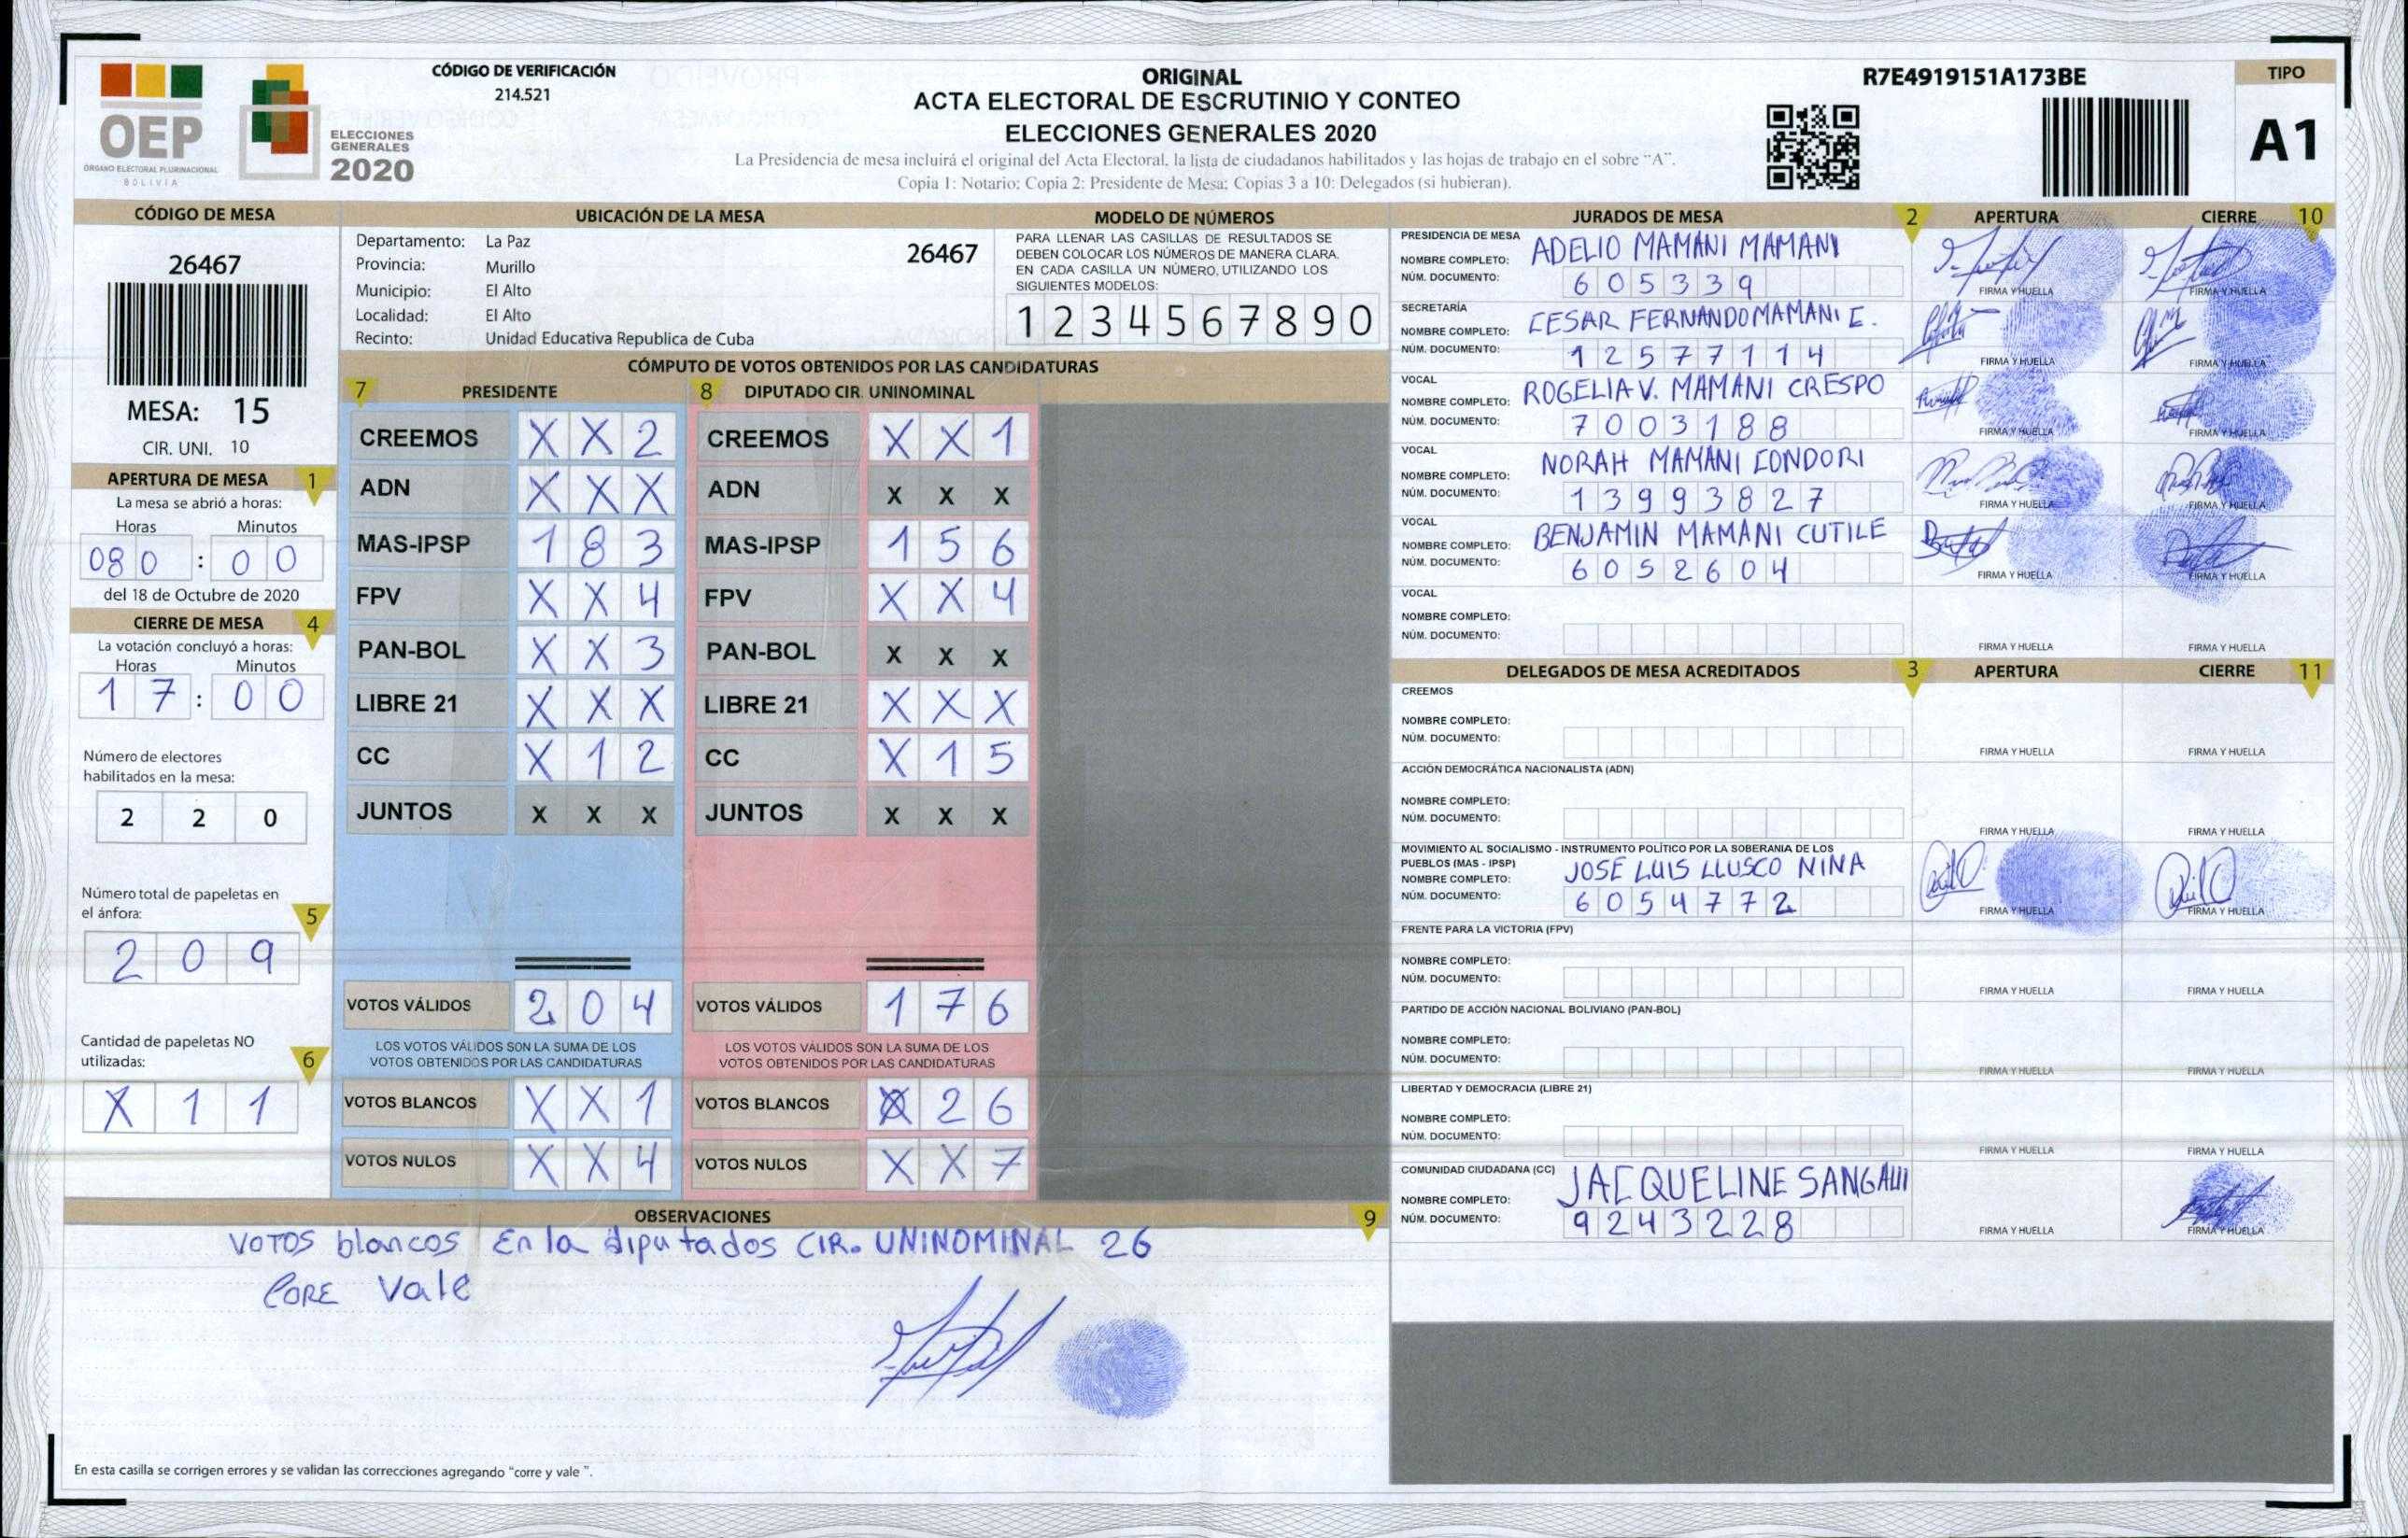 OEP
ÓRGANO ELECTORAL PLURINACIONAL
BOLIVIA
ELECCIONES
GENERALES
2020
CÓDIGO DE VERIFICACIÓN
214.521
ORIGINAL
ACTA ELECTORAL DE ESCRUTINIO Y CONTEO
ELECCIONES GENERALES 2020
La Presidencia de mesa incluirá el original del Acta Electoral, la lista de ciudadanos habilitados y las hojas de trabajo en el sobre "A".
Copia 1: Notario; Copia 2: Presidente de Mesa; Copias 3 a 10: Delegados (si hubieran).
R7E4919151A173BE
TIPO
A1
CÓDIGO DE MESA
26467
MESA: 15
CIR. UNI. 10
APERTURA DE MESA 1
La mesa se abrió a horas:
Horas Minutos
080 : 00
del 18 de Octubre de 2020
CIERRE DE MESA 4
La votación concluyó a horas:
Horas Minutos
17 : 00
Número de electores
habilitados en la mesa:
2 2 0
Número total de papeletas en
el ánfora: 5
2 0 9
Cantidad de papeletas NO
utilizadas: 6
X 1 1
UBICACIÓN DE LA MESA
Departamento: La Paz 26467
Provincia: Murillo
Municipio: El Alto
Localidad: El Alto
Recinto: Unidad Educativa Republica de Cuba
MODELO DE NÚMEROS
PARA LLENAR LAS CASILLAS DE RESULTADOS SE
DEBEN COLOCAR LOS NÚMEROS DE MANERA CLARA.
EN CADA CASILLA UN NÚMERO, UTILIZANDO LOS
SIGUIENTES MODELOS:
1 2 3 4 5 6 7 8 9 0
CÓMPUTO DE VOTOS OBTENIDOS POR LAS CANDIDATURAS
7 PRESIDENTE
CREEMOS X X 2
ADN X X X
MAS-IPSP 1 8 3
FPV X X 4
PAN-BOL X X 3
LIBRE 21 X X X
CC X 1 2
JUNTOS X X X
VOTOS VÁLIDOS 2 0 4
LOS VOTOS VÁLIDOS SON LA SUMA DE LOS
VOTOS OBTENIDOS POR LAS CANDIDATURAS
VOTOS BLANCOS X X 1
VOTOS NULOS X X 4
8 DIPUTADO CIR. UNINOMINAL
CREEMOS X X 1
ADN X X X
MAS-IPSP 1 5 6
FPV X X 4
PAN-BOL X X X
LIBRE 21 X X X
CC X 1 5
JUNTOS X X X
VOTOS VÁLIDOS 1 7 6
LOS VOTOS VÁLIDOS SON LA SUMA DE LOS
VOTOS OBTENIDOS POR LAS CANDIDATURAS
VOTOS BLANCOS X 2 6
VOTOS NULOS X X 7
OBSERVACIONES 9
VOTOS blancos En la diputados CIR. UNINOMINAL 26
CORE Vale
En esta casilla se corrigen errores y se validan las correcciones agregando "corre y vale ".
JURADOS DE MESA 2 APERTURA CIERRE 10
PRESIDENCIA DE MESA
NOMBRE COMPLETO: ADELIO MAMANI MAMANI
NÚM. DOCUMENTO: 605339
FIRMA Y HUELLA FIRMA Y HUELLA
SECRETARÍA
NOMBRE COMPLETO: CESAR FERNANDO MAMANI E.
NÚM. DOCUMENTO: 12577114
FIRMA Y HUELLA FIRMA Y HUELLA
VOCAL
NOMBRE COMPLETO: ROGELIA V. MAMANI CRESPO
NÚM. DOCUMENTO: 7003188
FIRMA Y HUELLA FIRMA Y HUELLA
VOCAL
NOMBRE COMPLETO: NORAH MAMANI CONDORI
NÚM. DOCUMENTO: 13993827
FIRMA Y HUELLA FIRMA Y HUELLA
VOCAL
NOMBRE COMPLETO: BENJAMIN MAMANI CUTILE
NÚM. DOCUMENTO: 6052604
FIRMA Y HUELLA FIRMA Y HUELLA
VOCAL
NOMBRE COMPLETO:
NÚM. DOCUMENTO:
FIRMA Y HUELLA FIRMA Y HUELLA
DELEGADOS DE MESA ACREDITADOS 3 APERTURA CIERRE 11
CREEMOS
NOMBRE COMPLETO:
NÚM. DOCUMENTO:
FIRMA Y HUELLA FIRMA Y HUELLA
ACCIÓN DEMOCRÁTICA NACIONALISTA (ADN)
NOMBRE COMPLETO:
NÚM. DOCUMENTO:
FIRMA Y HUELLA FIRMA Y HUELLA
MOVIMIENTO AL SOCIALISMO - INSTRUMENTO POLÍTICO POR LA SOBERANIA DE LOS
PUEBLOS (MAS - IPSP)
NOMBRE COMPLETO: JOSE LUIS LLUSCO NINA
NÚM. DOCUMENTO: 6054772
FIRMA Y HUELLA FIRMA Y HUELLA
FRENTE PARA LA VICTORIA (FPV)
NOMBRE COMPLETO:
NÚM. DOCUMENTO:
FIRMA Y HUELLA FIRMA Y HUELLA
PARTIDO DE ACCIÓN NACIONAL BOLIVIANO (PAN-BOL)
NOMBRE COMPLETO:
NÚM. DOCUMENTO:
FIRMA Y HUELLA FIRMA Y HUELLA
LIBERTAD Y DEMOCRACIA (LIBRE 21)
NOMBRE COMPLETO:
NÚM. DOCUMENTO:
FIRMA Y HUELLA FIRMA Y HUELLA
COMUNIDAD CIUDADANA (CC)
NOMBRE COMPLETO: JACQUELINE
NÚM. DOCUMENTO: 9243228
FIRMA Y HUELLA FIRMA Y HUELLA